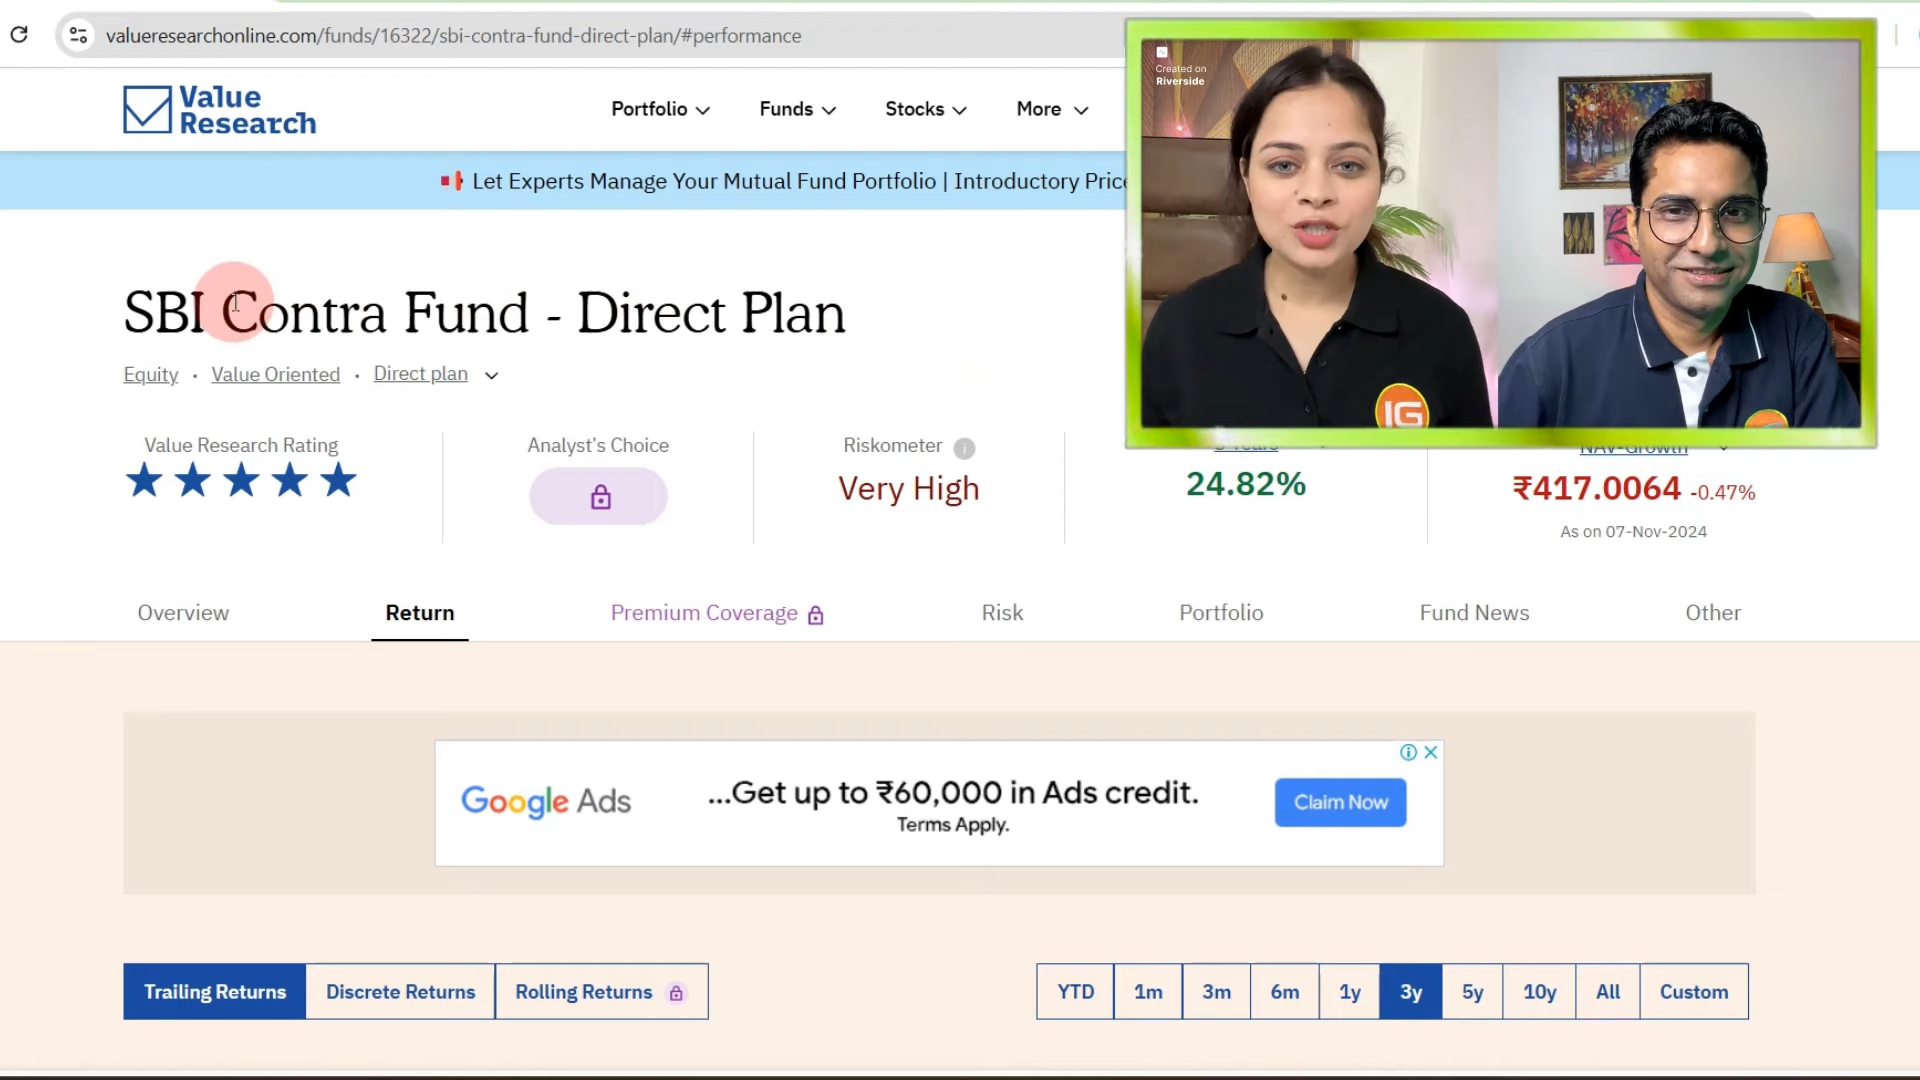 valueresearchonline.com/funds/16322/sbi-contra-fund-direct-plan/#performance
Created on
Riverside
Value
Research
Portfolio Funds Stocks More
Let Experts Manage Your Mutual Fund Portfolio | Introductory Price
SBI Contra Fund - Direct Plan
Equity · Value Oriented · Direct plan
IG
Value Research Rating Analyst's Choice Riskometer NAV-Growth
Very High 24.82% ₹417.0064 -0.47%
As on 07-Nov-2024
Overview Return Premium Coverage Risk Portfolio Fund News Other
Google Ads ...Get up to ₹60,000 in Ads credit. Claim Now
Terms Apply.
Trailing Returns Discrete Returns Rolling Returns YTD 1m 3m 6m 1y 3y 5y 10y All Custom